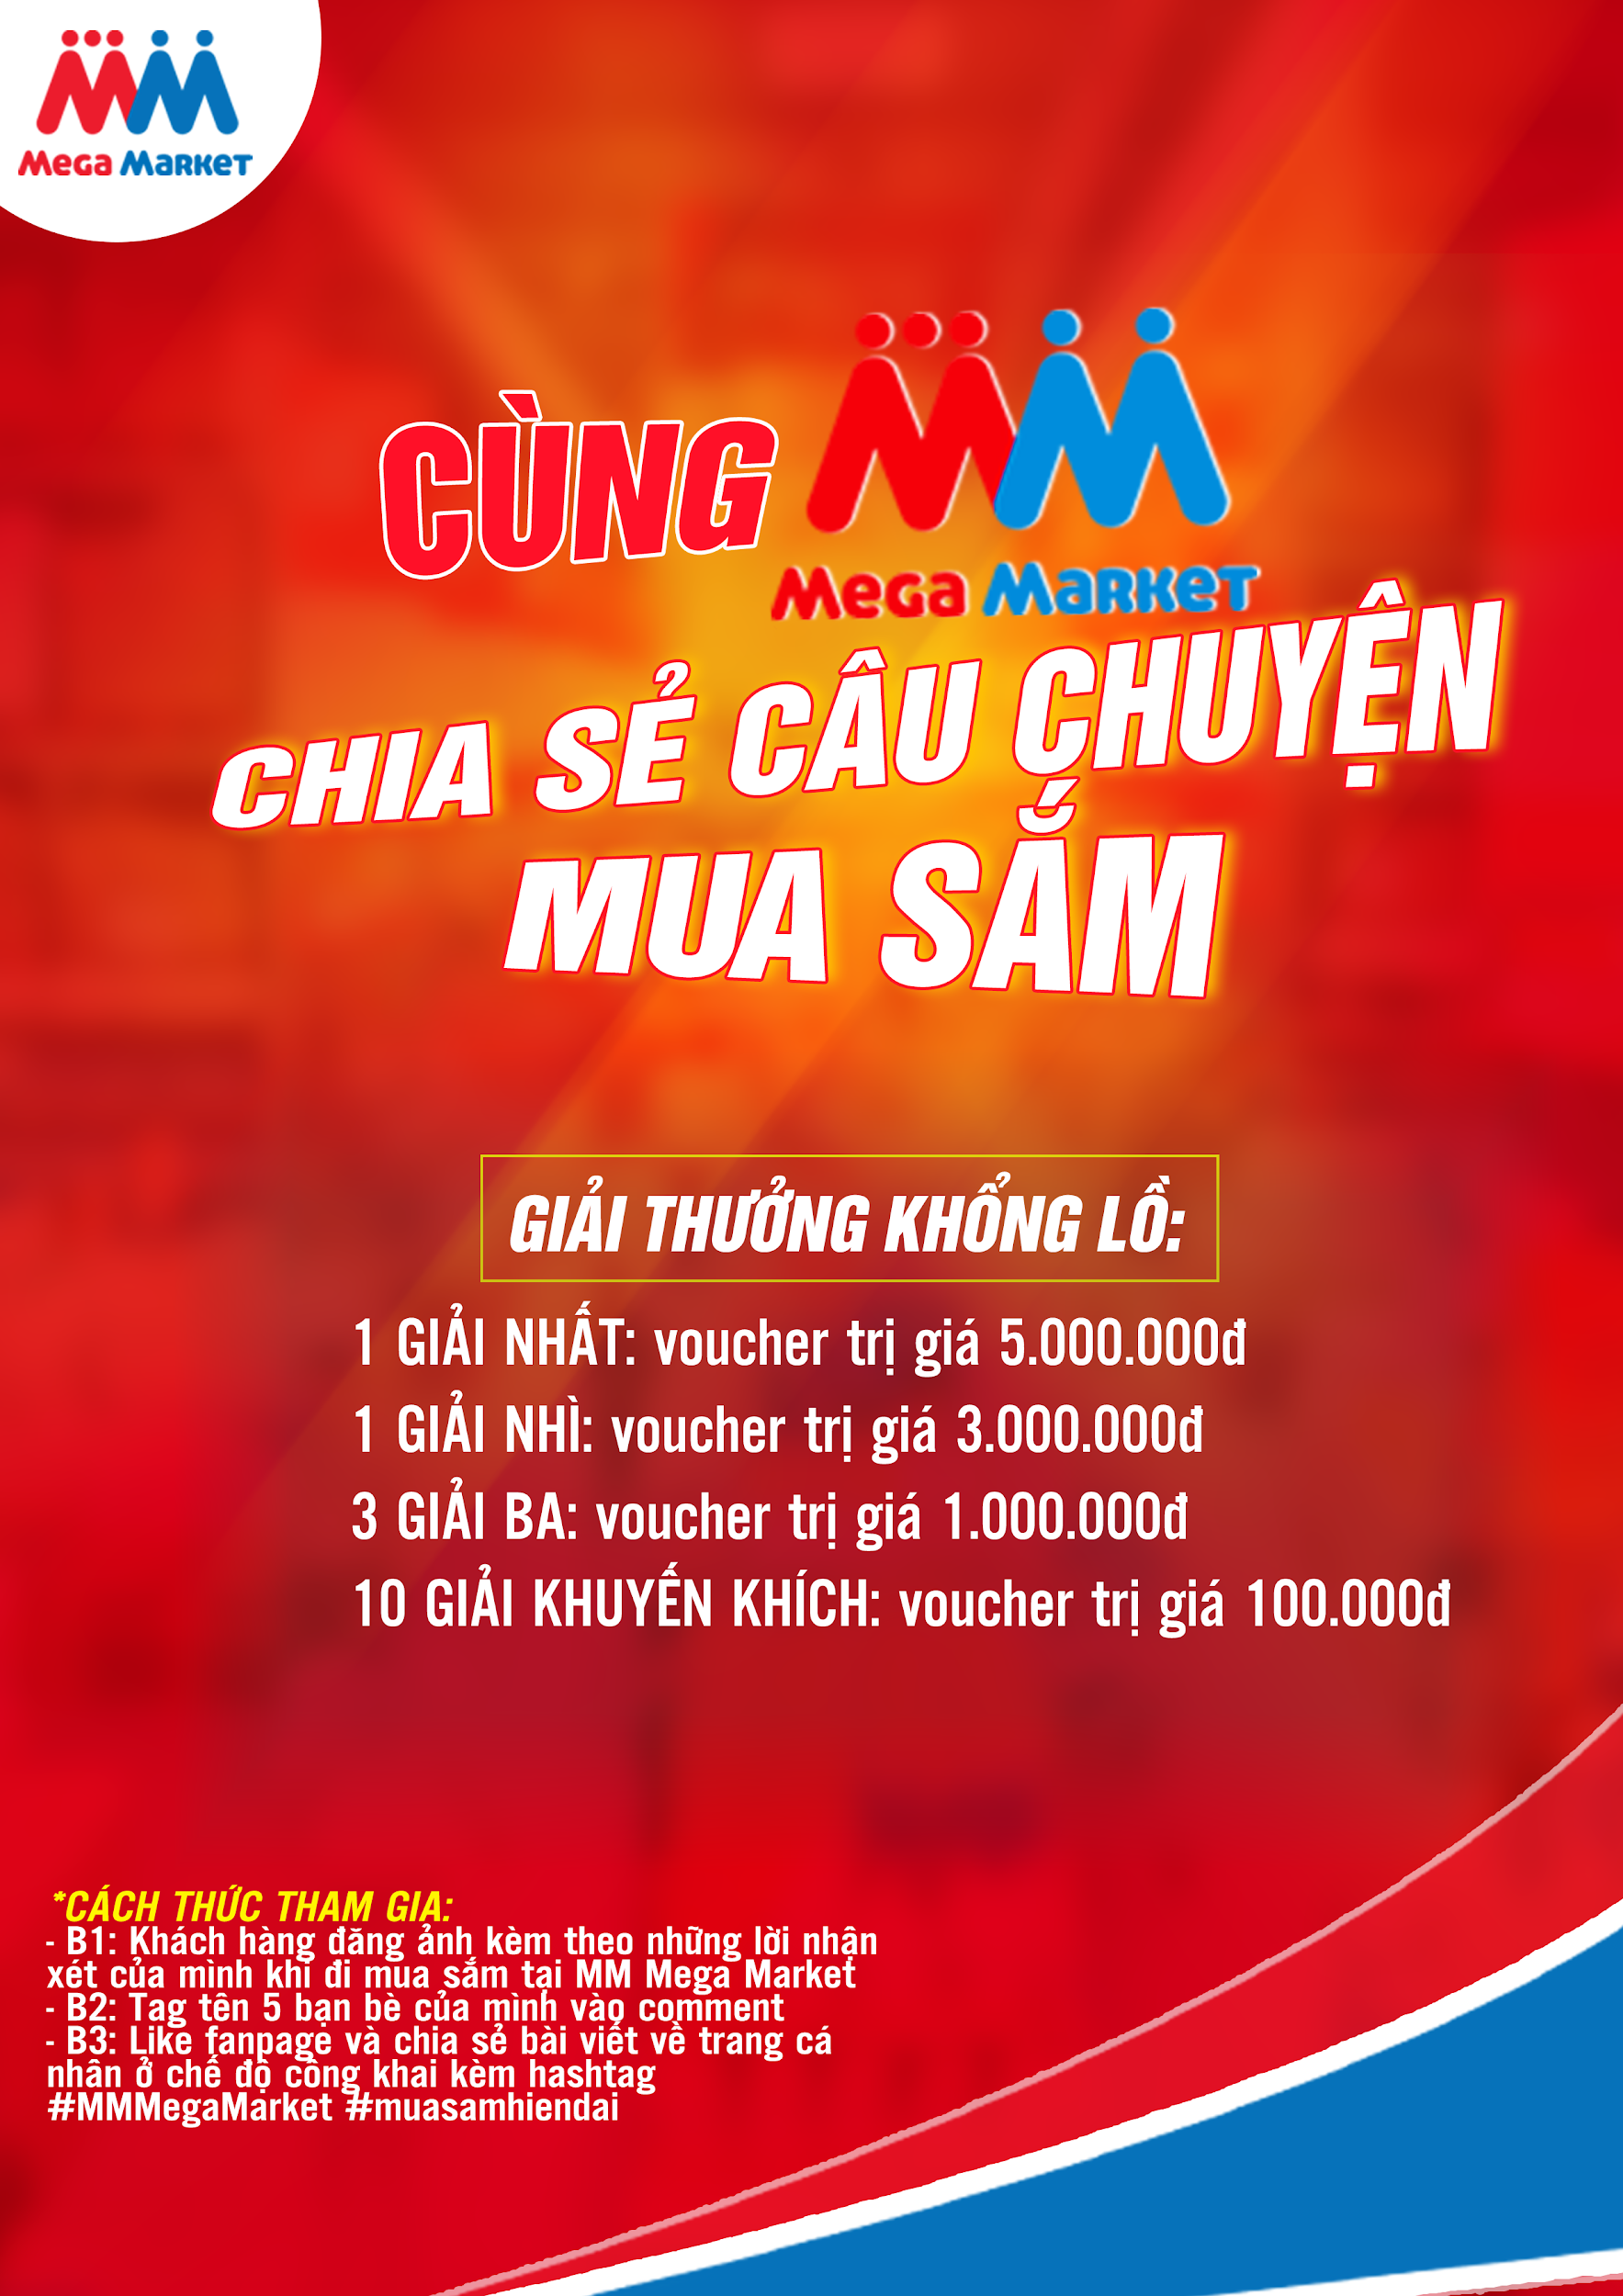 MEGA MARKET
CÙNG
MEGA MARKET
CHIA SẺ CÂU CHUYỆN
MUA SẮM
GIẢI THƯỞNG KHỔNG LỒ:
1 GIẢI NHẤT: voucher trị giá 5.000.000đ
1 GIẢI NHÌ: voucher trị giá 3.000.000đ
3 GIẢI BA: voucher trị giá 1.000.000đ
10 GIẢI KHUYẾN KHÍCH: voucher trị giá 100.000đ
*CÁCH THỨC THAM GIA:
- B1: Khách hàng đăng ảnh kèm theo những lời nhận
xét của mình khi đi mua sắm tại MM Mega Market
- B2: Tag tên 5 bạn bè của mình vào comment
- B3: Like fanpage và chia sẻ bài viết về trang cá
nhân ở chế độ công khai kèm hashtag
#MMMegaMarket #muasamhiendai